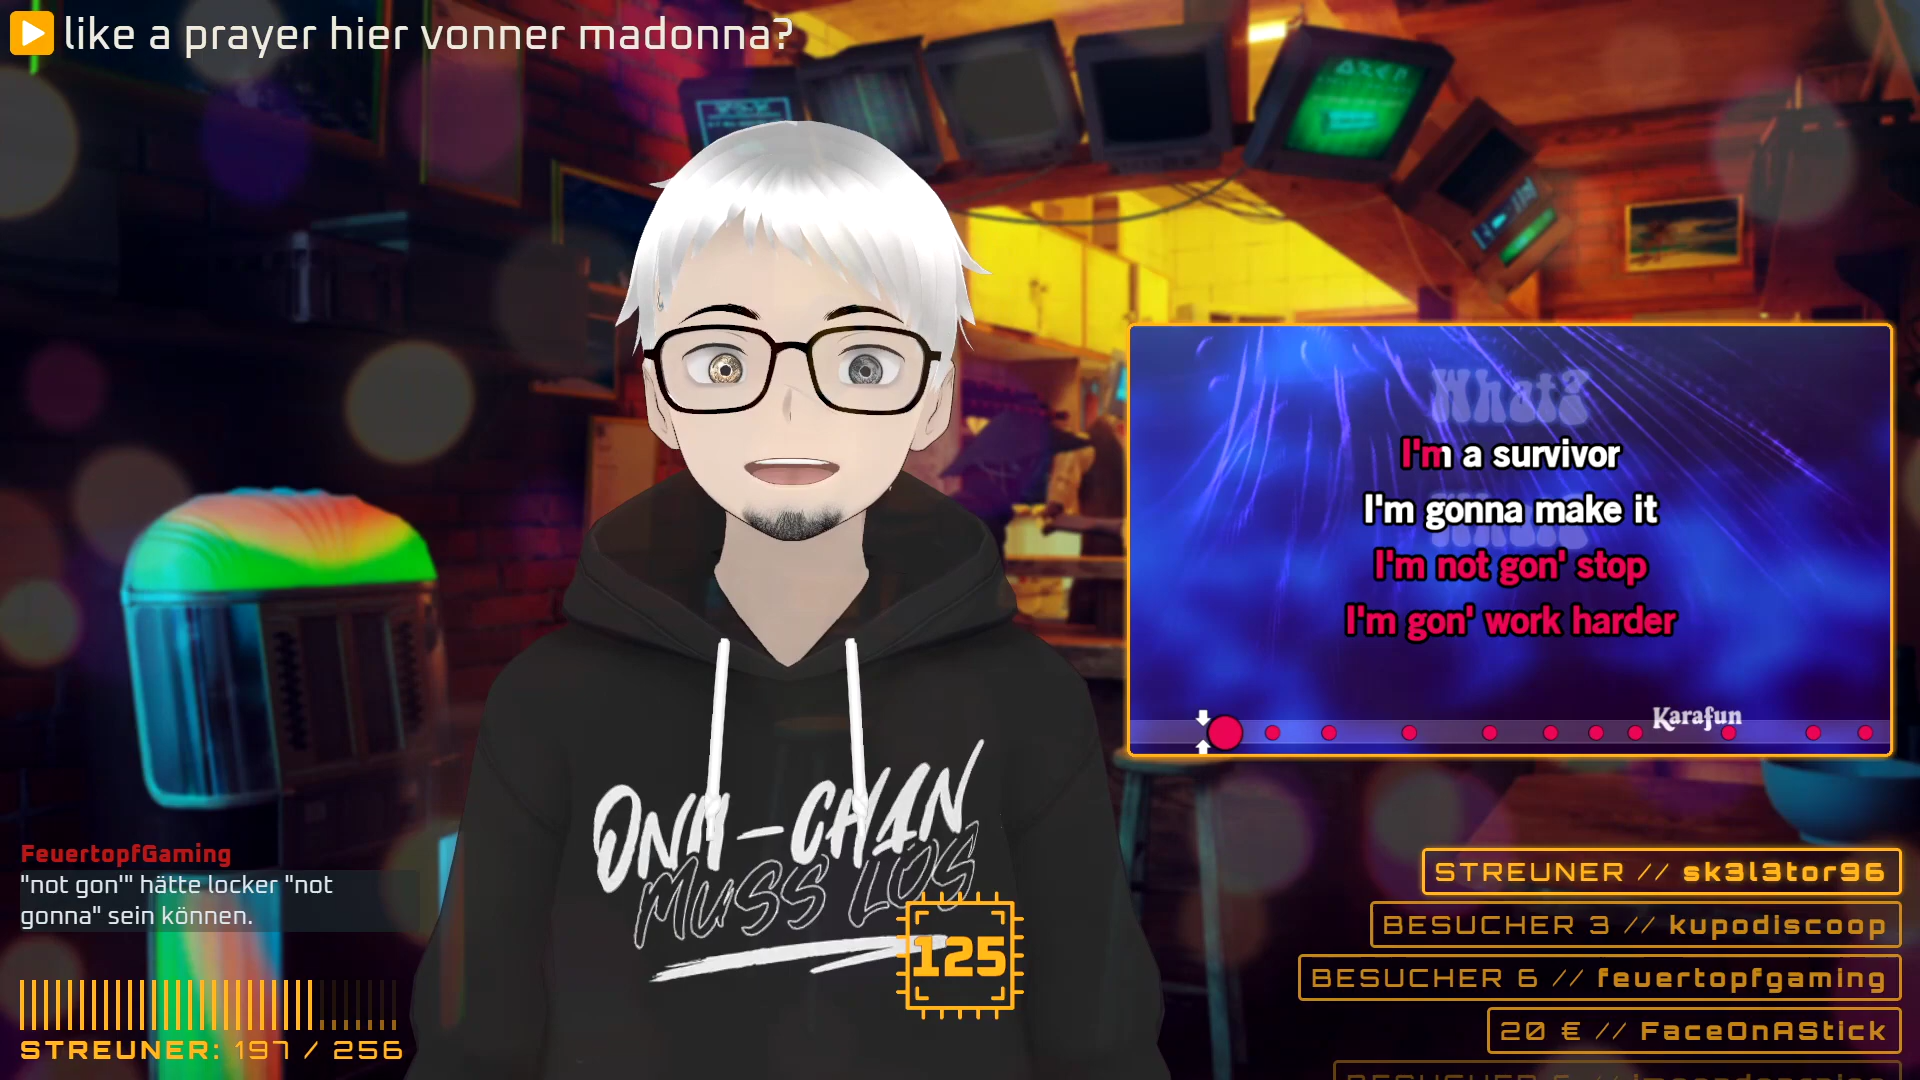 like a prayer hier vonner madonna?
What?
I'm a survivor
I'm gonna make it
I'm not gon' stop
I'm gon' work harder
Karafun
ONII-CHAN
MUSS LOS
125
FeuertopfGaming
"not gon'" hätte locker "not
gonna" sein können.
STREUNER: 197 / 256
STREUNER // sk3l3tor96
BESUCHER 3 // kupodiscoop
BESUCHER 6 // feuertopfgaming
20 € // FaceOnAStick